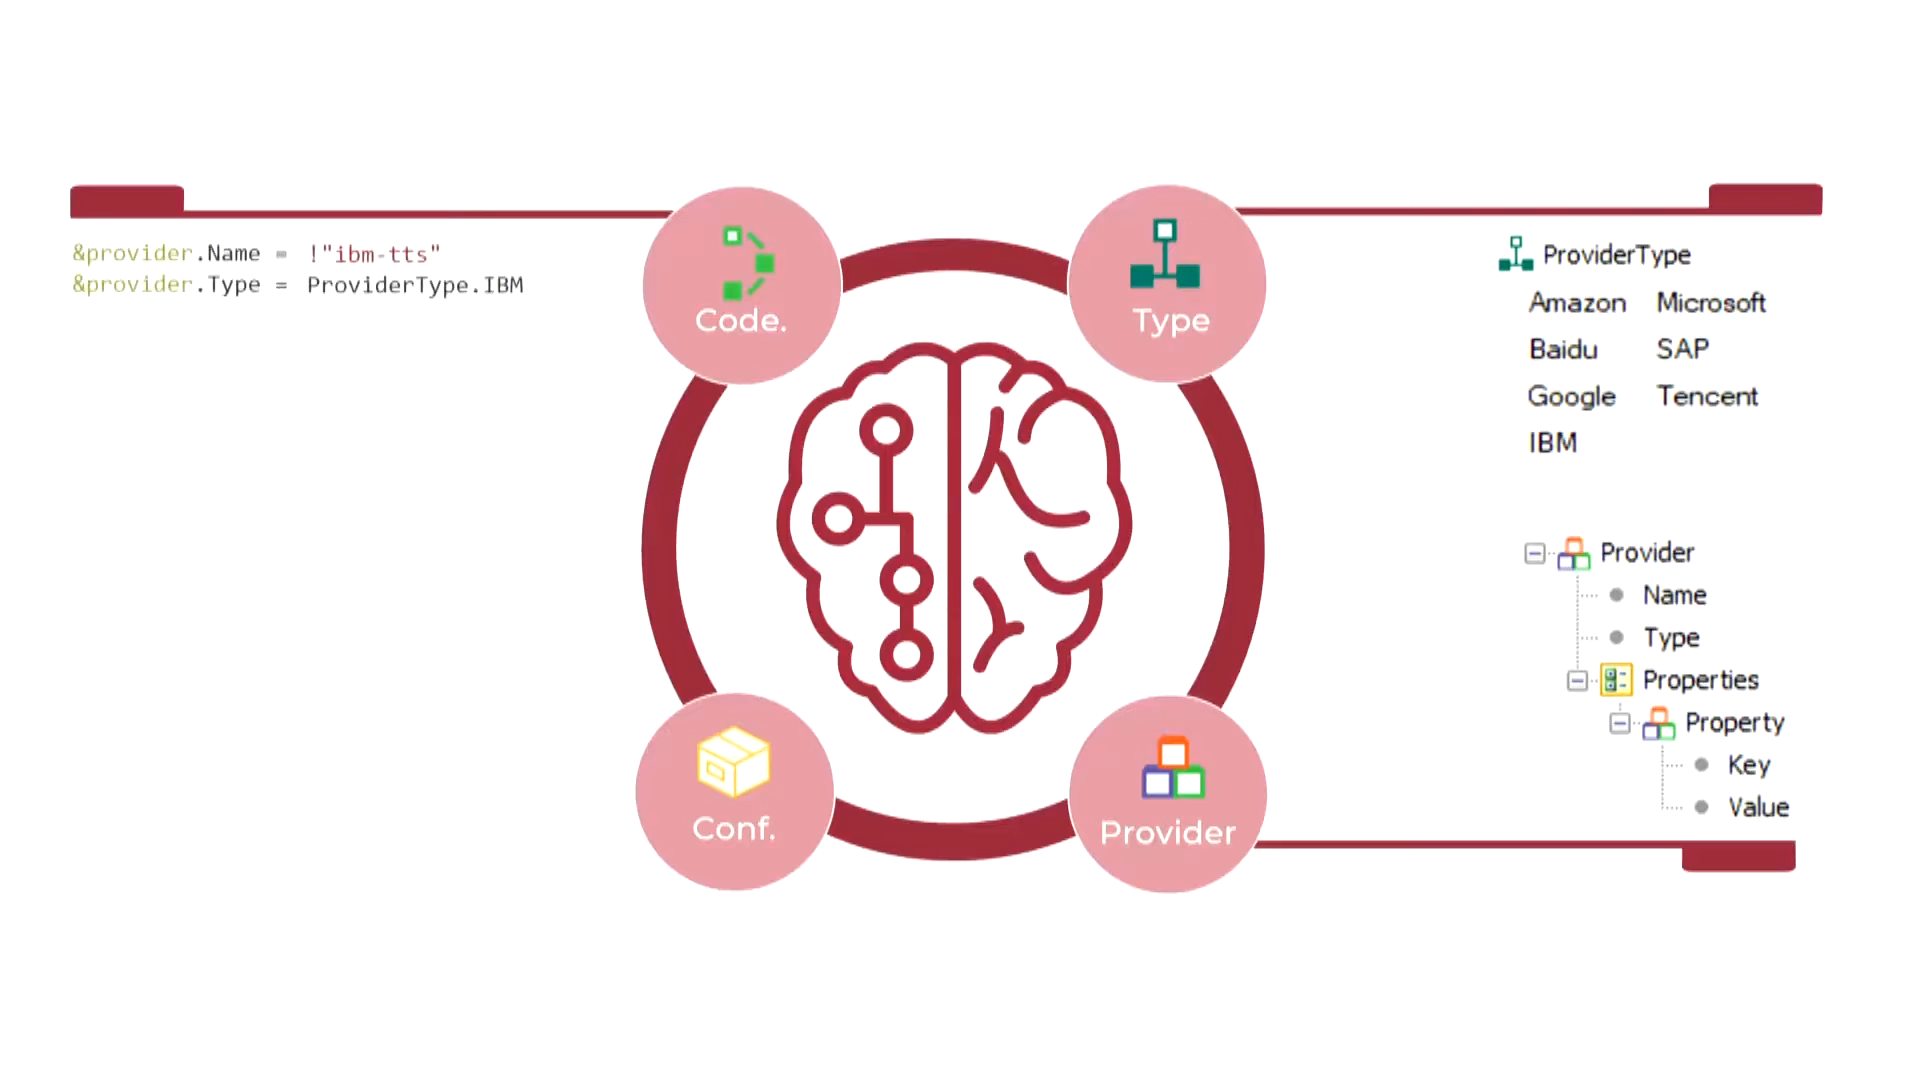 &provider.Name = !"ibm-tts"
&provider.Type = ProviderType.IBM
Code.
Type
Conf.
Provider
ProviderType
Amazon Microsoft
Baidu SAP
Google Tencent
IBM
Provider
Name
Type
Properties
Property
Key
Value